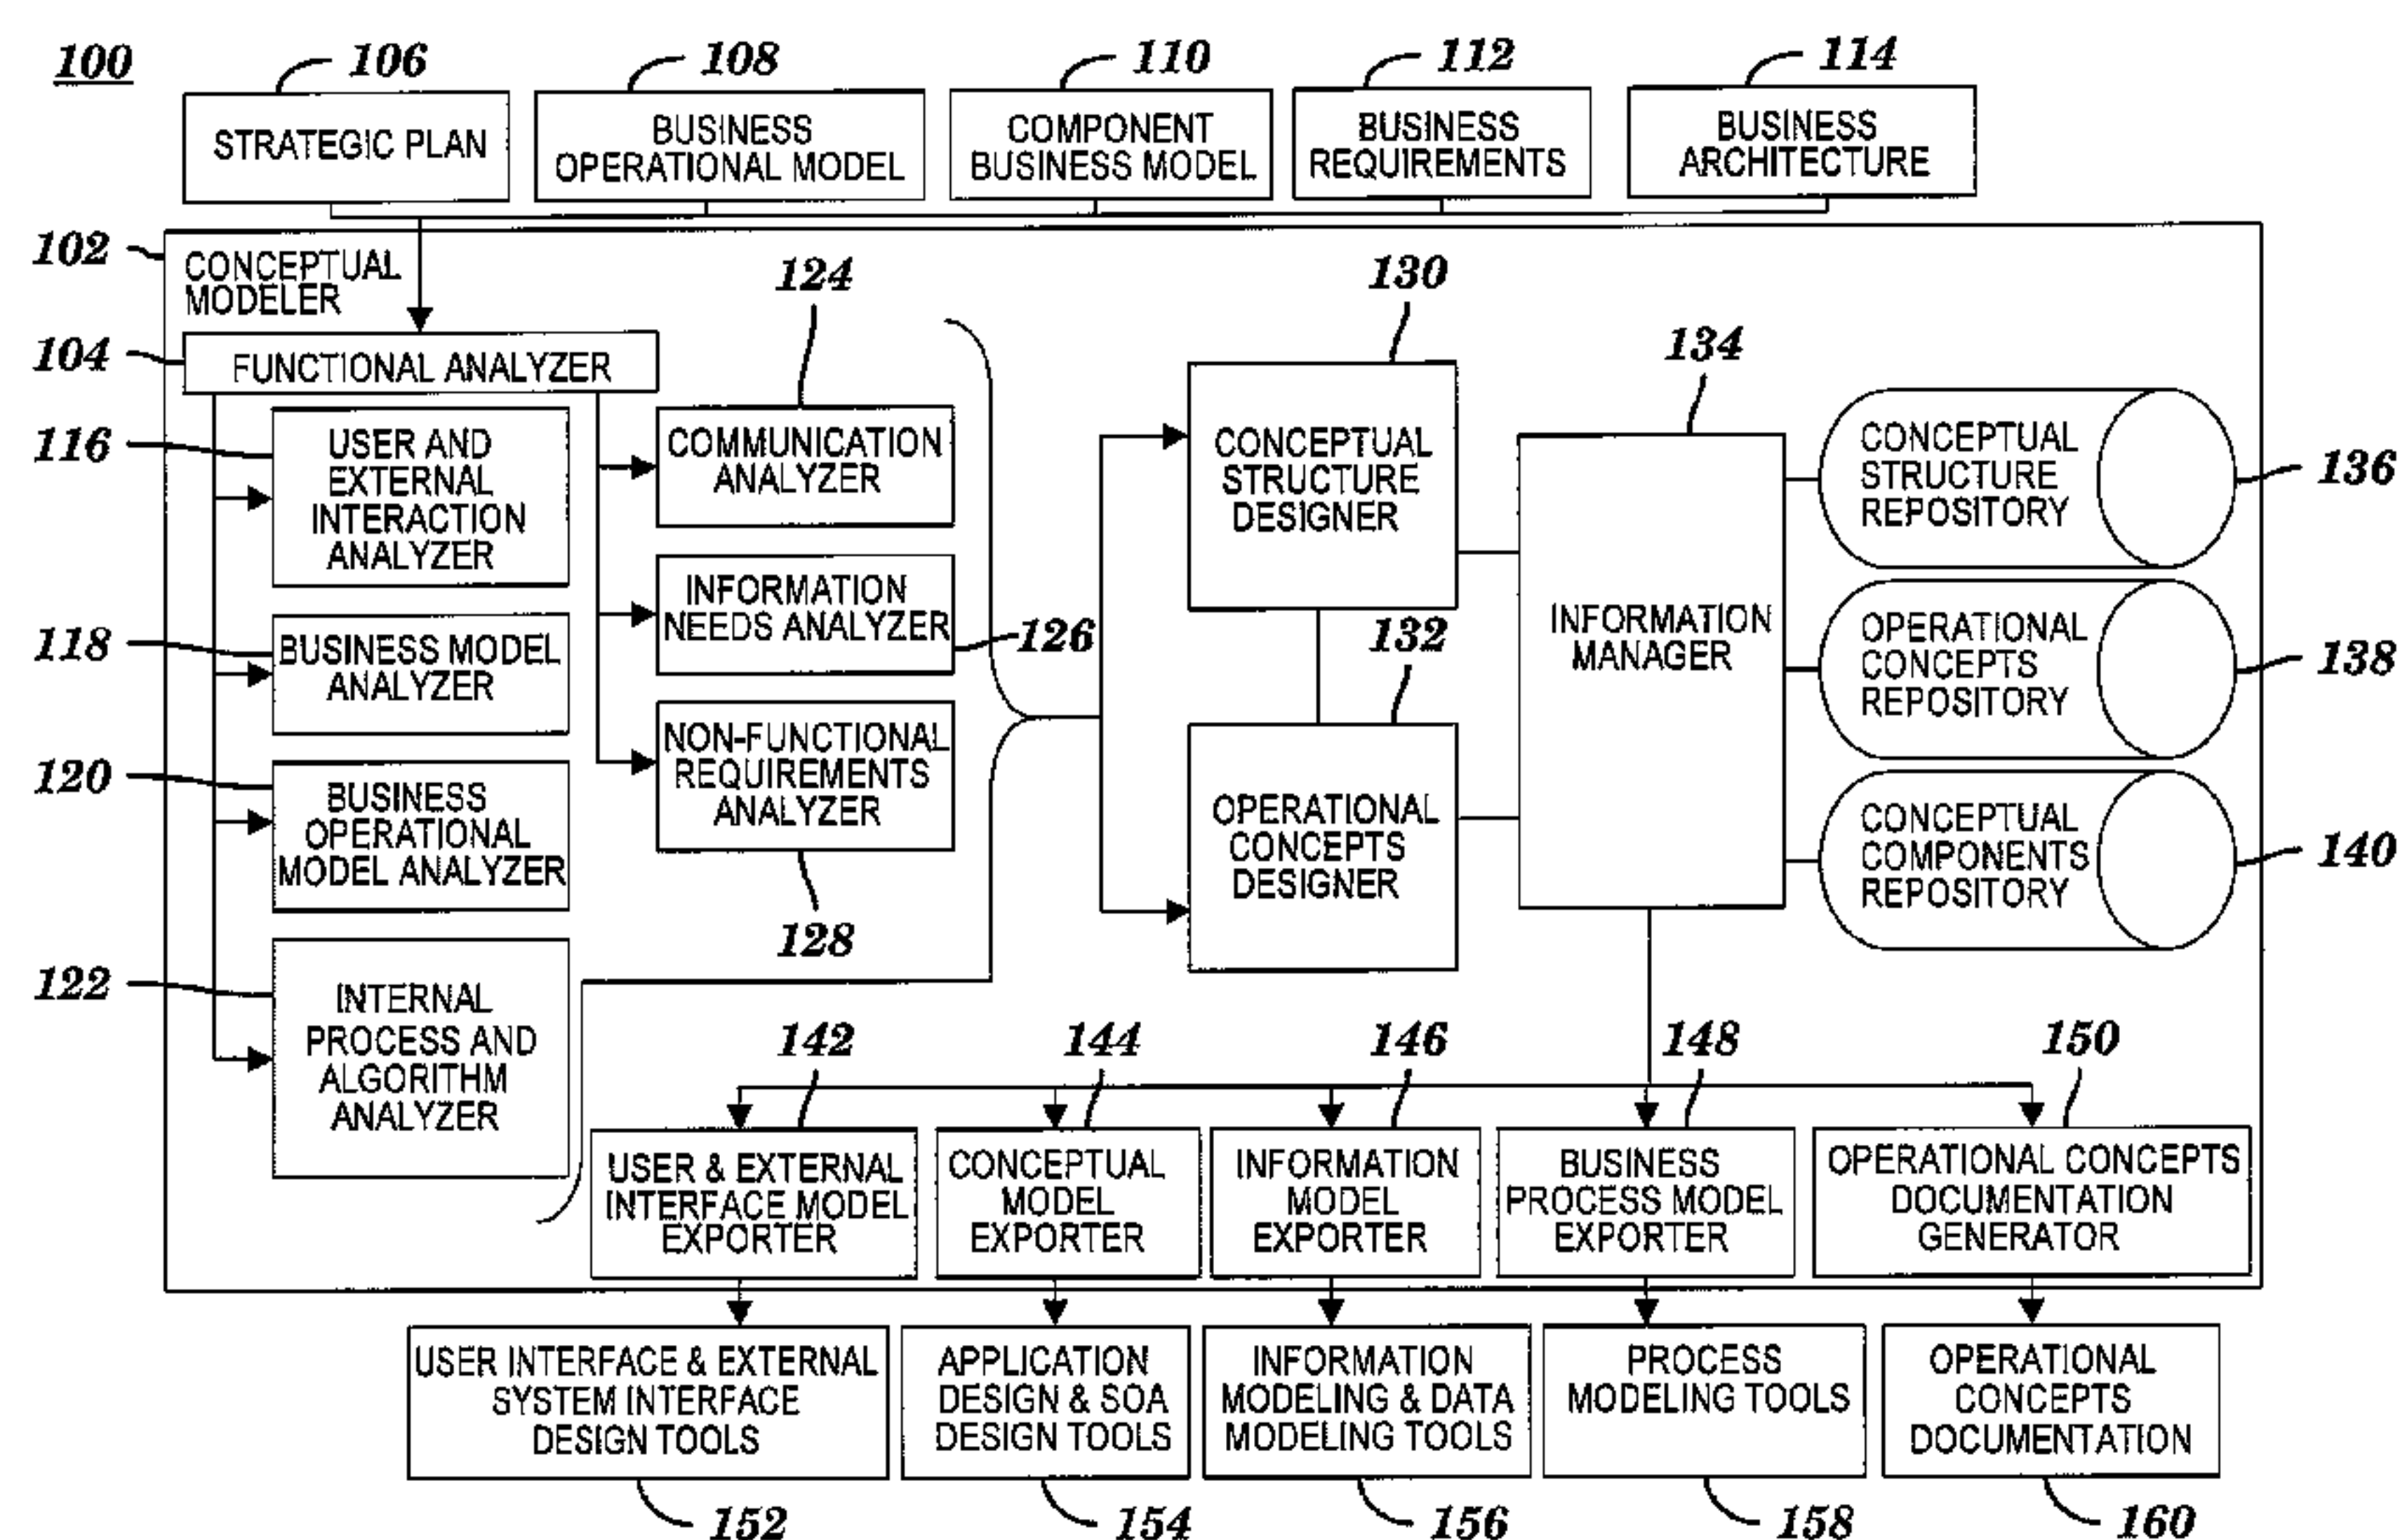 100
106
108
110
112
114
STRATEGIC PLAN
BUSINESS
OPERATIONAL MODEL
COMPONENT
BUSINESS MODEL
BUSINESS
REQUIREMENTS
BUSINESS
ARCHITECTURE
102
CONCEPTUAL
MODELER
104
FUNCTIONAL ANALYZER
116
USER AND
EXTERNAL
INTERACTION
ANALYZER
118
BUSINESS MODEL
ANALYZER
120
BUSINESS
OPERATIONAL
MODEL ANALYZER
122
INTERNAL
PROCESS AND
ALGORITHM
ANALYZER
124
COMMUNICATION
ANALYZER
INFORMATION
NEEDS ANALYZER
126
NON-FUNCTIONAL
REQUIREMENTS
ANALYZER
128
130
CONCEPTUAL
STRUCTURE
DESIGNER
132
OPERATIONAL
CONCEPTS
DESIGNER
134
INFORMATION
MANAGER
CONCEPTUAL
STRUCTURE
REPOSITORY
136
OPERATIONAL
CONCEPTS
REPOSITORY
138
CONCEPTUAL
COMPONENTS
REPOSITORY
140
142
144
146
148
150
USER & EXTERNAL
INTERFACE MODEL
EXPORTER
CONCEPTUAL
MODEL
EXPORTER
INFORMATION
MODEL
EXPORTER
BUSINESS
PROCESS MODEL
EXPORTER
OPERATIONAL CONCEPTS
DOCUMENTATION
GENERATOR
USER INTERFACE & EXTERNAL
SYSTEM INTERFACE
DESIGN TOOLS
APPLICATION
DESIGN & SOA
DESIGN TOOLS
INFORMATION
MODELING & DATA
MODELING TOOLS
PROCESS
MODELING TOOLS
OPERATIONAL
CONCEPTS
DOCUMENTATION
152
154
156
158
160